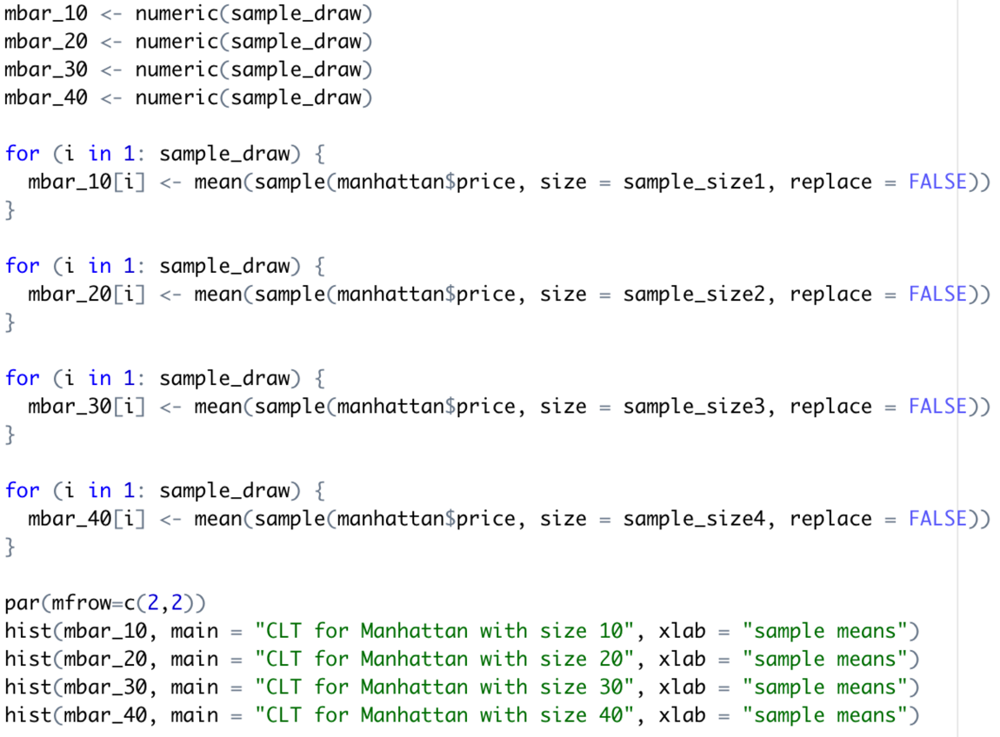 mbar_10 <- numeric(sample_draw)
mbar_20 <- numeric(sample_draw)
mbar_30 <- numeric(sample_draw)
mbar_40 <- numeric(sample_draw)
for (i in 1: sample_draw) {
  mbar_10[i] <- mean(sample(manhattan$price, size = sample_size1, replace = FALSE))
}
for (i in 1: sample_draw) {
  mbar_20[i] <- mean(sample(manhattan$price, size = sample_size2, replace = FALSE))
}
for (i in 1: sample_draw) {
  mbar_30[i] <- mean(sample(manhattan$price, size = sample_size3, replace = FALSE))
}
for (i in 1: sample_draw) {
  mbar_40[i] <- mean(sample(manhattan$price, size = sample_size4, replace = FALSE))
}
par(mfrow=c(2,2))
hist(mbar_10, main = "CLT for Manhattan with size 10", xlab = "sample means")
hist(mbar_20, main = "CLT for Manhattan with size 20", xlab = "sample means")
hist(mbar_30, main = "CLT for Manhattan with size 30", xlab = "sample means")
hist(mbar_40, main = "CLT for Manhattan with size 40", xlab = "sample means")